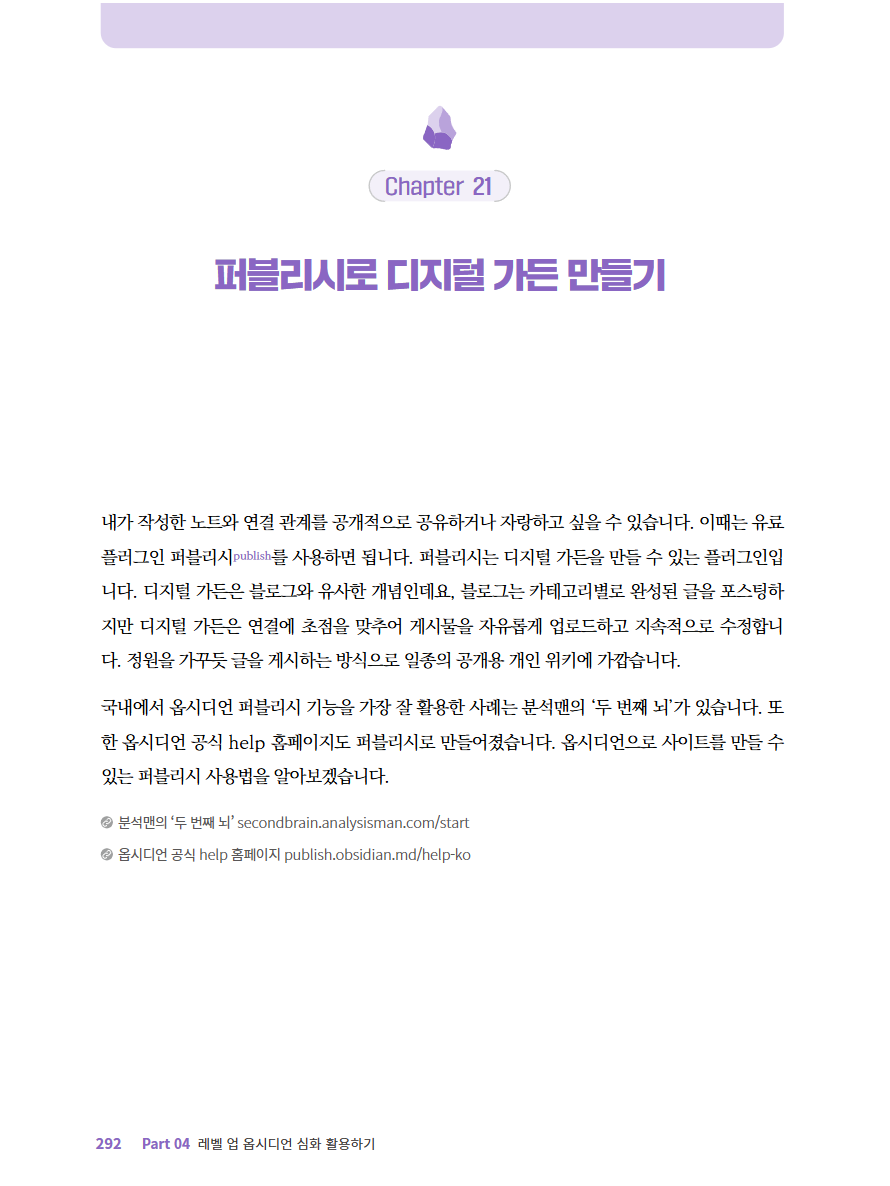 Chapter 21
퍼블리시로 디지털 가든 만들기
내가 작성한 노트와 연결 관계를 공개적으로 공유하거나 자랑하고 싶을 수 있습니다. 이때는 유료
플러그인 퍼블리시publish를 사용하면 됩니다. 퍼블리시는 디지털 가든을 만들 수 있는 플러그인입
니다. 디지털 가든은 블로그와 유사한 개념인데요, 블로그는 카테고리별로 완성된 글을 포스팅하
지만 디지털 가든은 연결에 초점을 맞추어 게시물을 자유롭게 업로드하고 지속적으로 수정합니
다. 정원을 가꾸듯 글을 게시하는 방식으로 일종의 공개용 개인 위키에 가깝습니다.
국내에서 옵시디언 퍼블리시 기능을 가장 잘 활용한 사례는 분석맨의 ‘두 번째 뇌’가 있습니다. 또
한 옵시디언 공식 help 홈페이지도 퍼블리시로 만들어졌습니다. 옵시디언으로 사이트를 만들 수
있는 퍼블리시 사용법을 알아보겠습니다.
분석맨의 ‘두 번째 뇌’ secondbrain.analysisman.com/start
옵시디언 공식 help 홈페이지 publish.obsidian.md/help-ko
292 Part 04 레벨 업 옵시디언 심화 활용하기